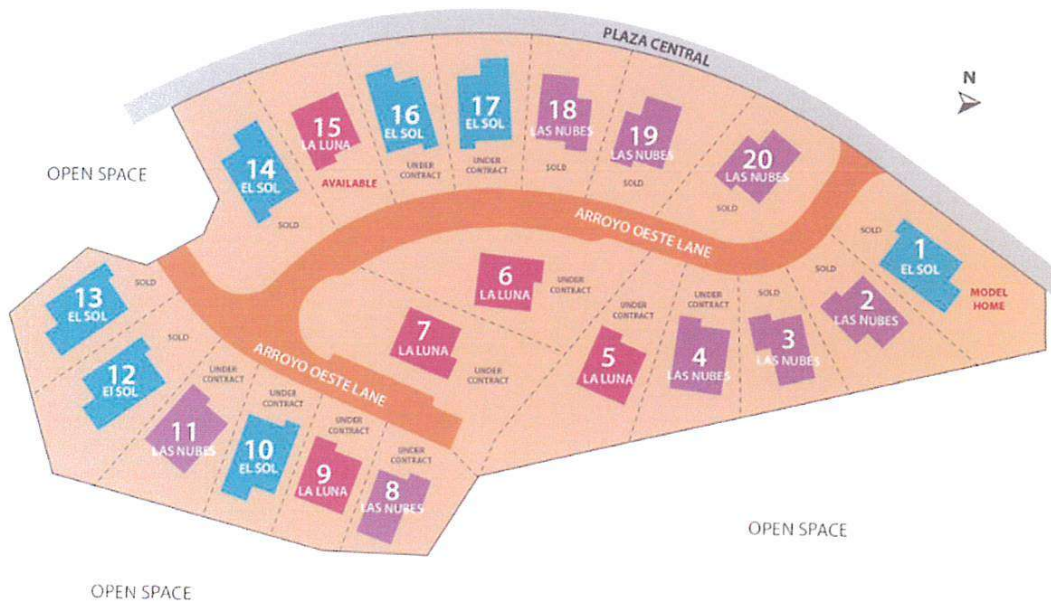 PLAZA CENTRAL
N
OPEN SPACE
14
EL SOL
SOLD
15
LA LUNA
AVAILABLE
16
EL SOL
UNDER
CONTRACT
17
EL SOL
UNDER
CONTRACT
18
LAS NUBES
SOLD
19
LAS NUBES
SOLD
20
LAS NUBES
SOLD
ARROYO OESTE LANE
1
EL SOL
SOLD
MODEL
HOME
2
LAS NUBES
SOLD
3
LAS NUBES
SOLD
4
LAS NUBES
UNDER
CONTRACT
5
LA LUNA
UNDER
CONTRACT
6
LA LUNA
UNDER
CONTRACT
7
LA LUNA
UNDER
CONTRACT
ARROYO OESTE LANE
13
EL SOL
SOLD
12
El SOL
SOLD
11
LAS NUBES
UNDER
CONTRACT
10
EL SOL
UNDER
CONTRACT
9
LA LUNA
UNDER
CONTRACT
8
LAS NUBES
UNDER
CONTRACT
OPEN SPACE
OPEN SPACE